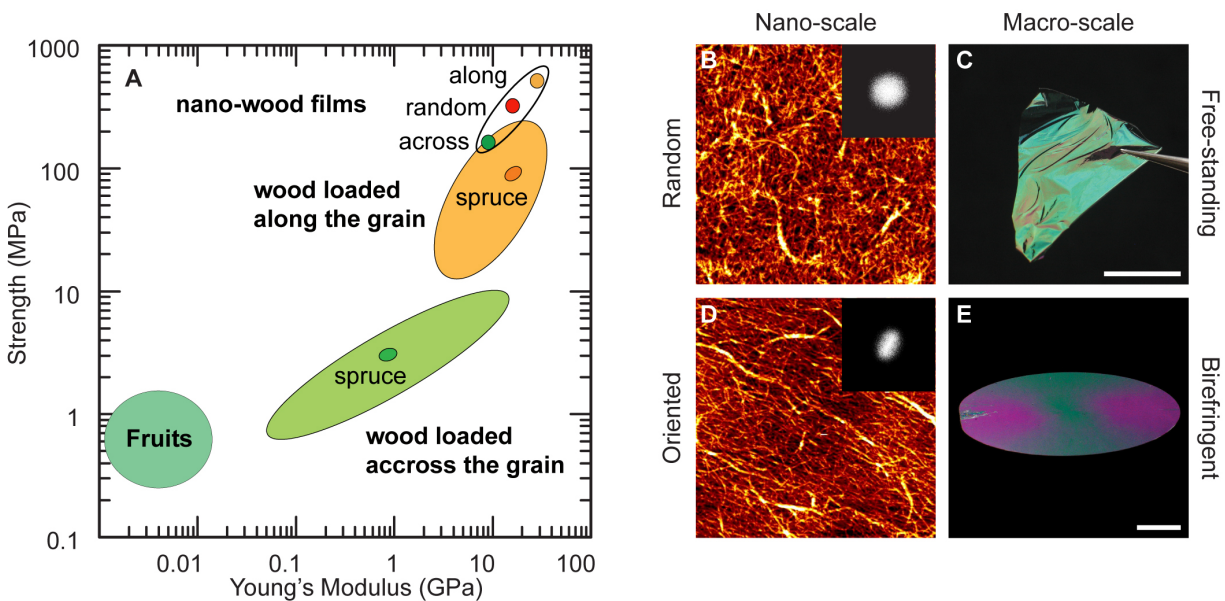 Nano-scale
Macro-scale
1000
100
10
1
0.1
Strength (MPa)
A
along
nano-wood films
random
across
wood loaded
along the grain
spruce
spruce
Fruits
wood loaded
accross the grain
0.01
0.1
1
10
100
Young's Modulus (GPa)
Random
B
C
Free-standing
Oriented
D
E
Birefringent